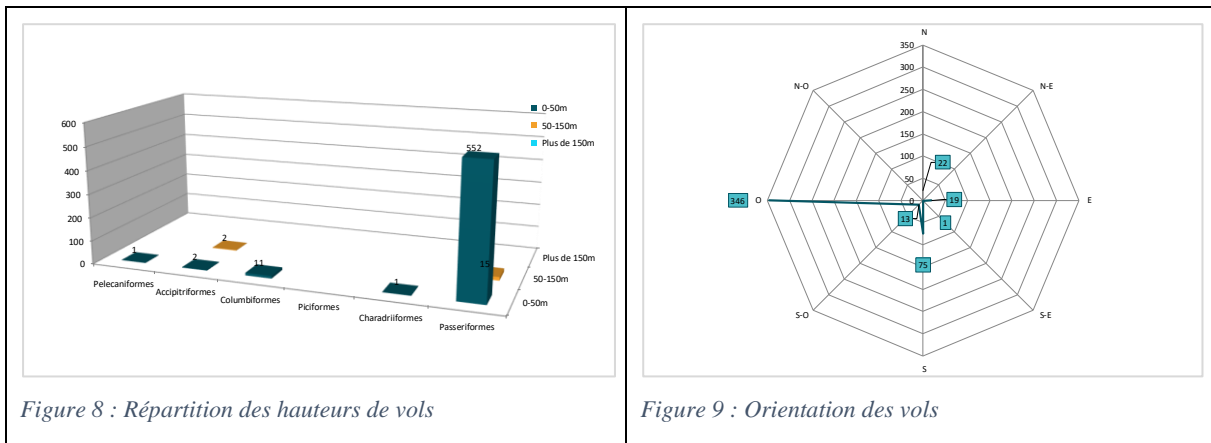 600
500
400
300
200
100
0
1
2
2
11
1
552
15
Pelecaniformes
Accipitriformes
Columbiformes
Piciformes
Charadriiformes
Passeriformes
0-50m
50-150m
Plus de 150m
0-50m
50-150m
Plus de 150m
Figure 8 : Répartition des hauteurs de vols
N
350
300
250
200
150
100
50
0
N-O
N-E
22
346
O
19
E
13
1
75
S-O
S-E
S
Figure 9 : Orientation des vols